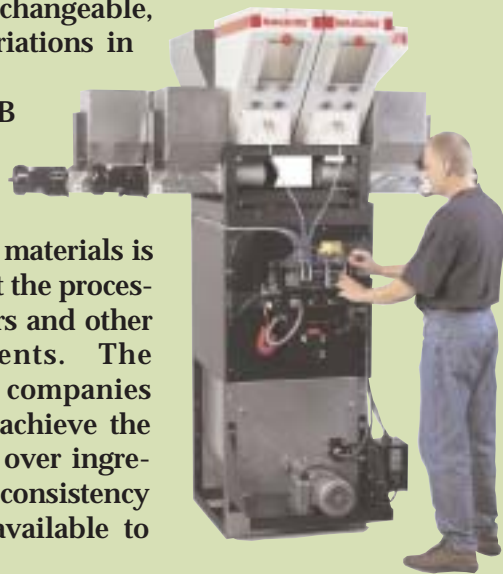 changeable,
riations in
B
materials is
t the proces-
rs and other
ents. The
companies
achieve the
over ingre-
consistency
available to